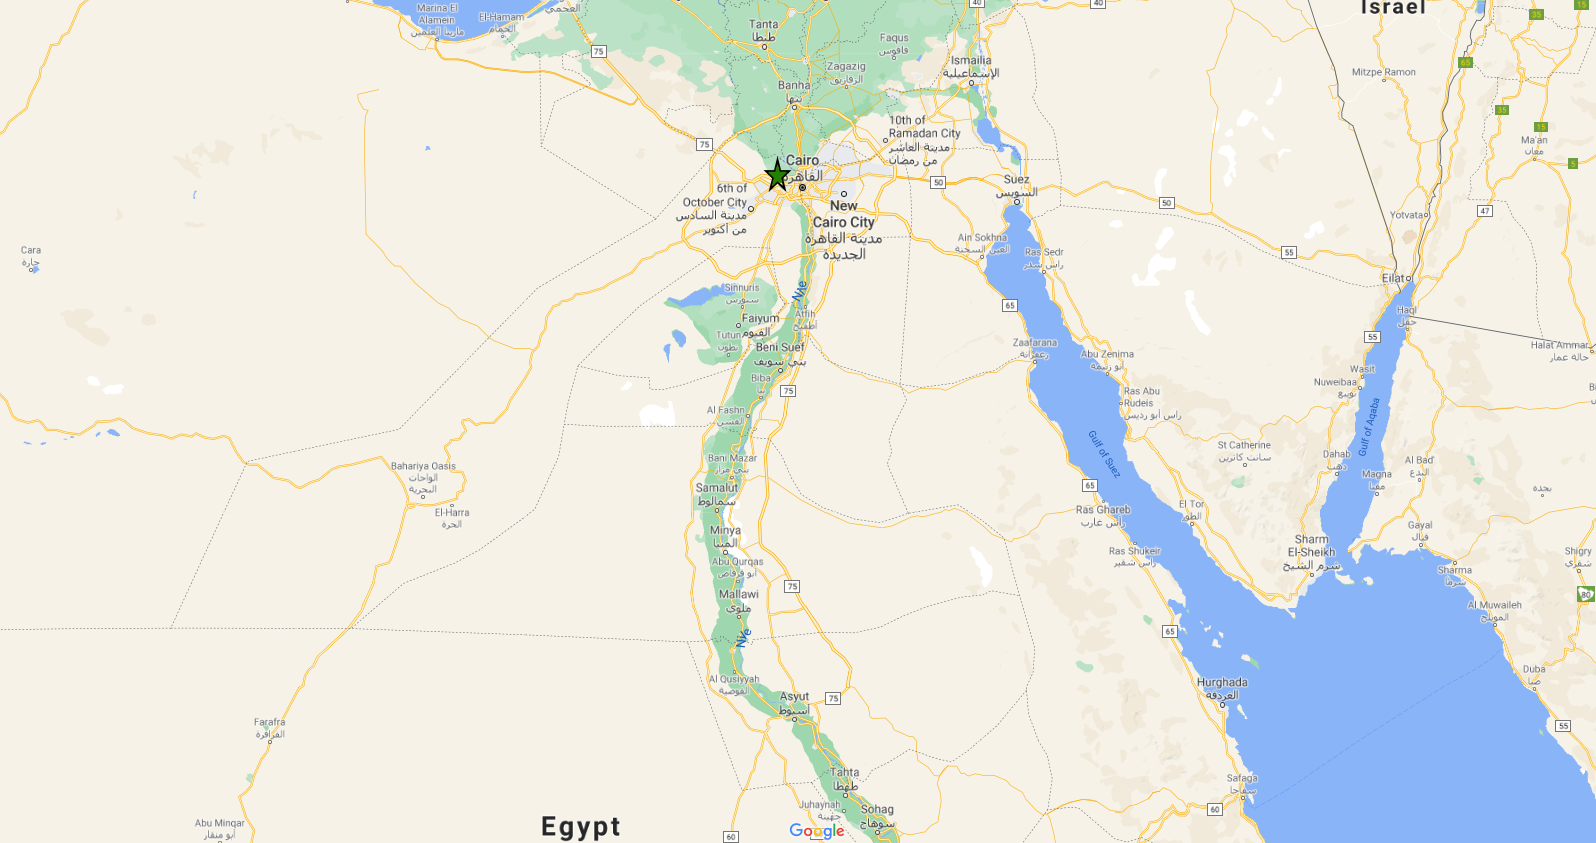 Marina El
Alamein
مارينا العلمين
El-Hamam
الحمام
العجمي
Tanta
طنطا
Faqus
فاقوس
Zagazig
الزقازيق
Ismailia
الإسماعيلية
Banha
بنها
10th of
Ramadan City
مدينة العاشر
من رمضان
Israel
Mitzpe Ramon
Ma'an
معان
Cairo
القاهرة
6th of
October City
مدينة السادس
من أكتوبر
New
Cairo City
مدينة القاهرة
الجديدة
Suez
السويس
Yotvata
Cara
جارة
Ain Sokhna
العين السخنة
Ras Sedr
راس سدر
Eilat
Haql
حقل
Sinnuris
سنورس
Nile
Faiyum
الفيوم
Atfih
أطفيح
Tutun
تطون
Beni Suef
بني سويف
Biba
ببا
Zaafarana
زعفرانة
Abu Zenima
أبو زنيمة
Halat Ammar
حالة عمار
Wasit
Nuweibaa
نويبع
Ras Abu
Rudeis
راس أبو رديس
Al Fashn
الفشن
Gulf of Suez
Gulf of Aqaba
St Catherine
سانت كاترين
Dahab
دهب
Magna
مقنا
Al Bad'
البدع
بجدة
Bahariya Oasis
الواحات
البحرية
El-Harra
الحرة
Bani Mazar
بني مزار
Samalut
سمالوط
Minya
المنيا
Abu Qurqas
أبو قرقاص
Mallawi
ملوي
Nile
Ras Ghareb
راس غارب
El Tor
الطور
Ras Shukeir
راس شقير
Sharm
El-Sheikh
شرم الشيخ
Gayal
قيال
Sharma
شرما
Shigry
شقري
Al Muwaileh
المويلح
Duba
ضبا
Al Qusiyyah
القوصية
Asyut
أسيوط
Hurghada
الغردقة
Farafra
الفرافرة
Tahta
طهطا
Juhaynah
جهينة
Sohag
سوهاج
Safaga
سفاجا
Abu Minqar
أبو منقار
Egypt
Google
40
40
35
15
65
75
35
15
5
75
50
50
47
55
65
55
75
65
75
65
75
80
55
60
60